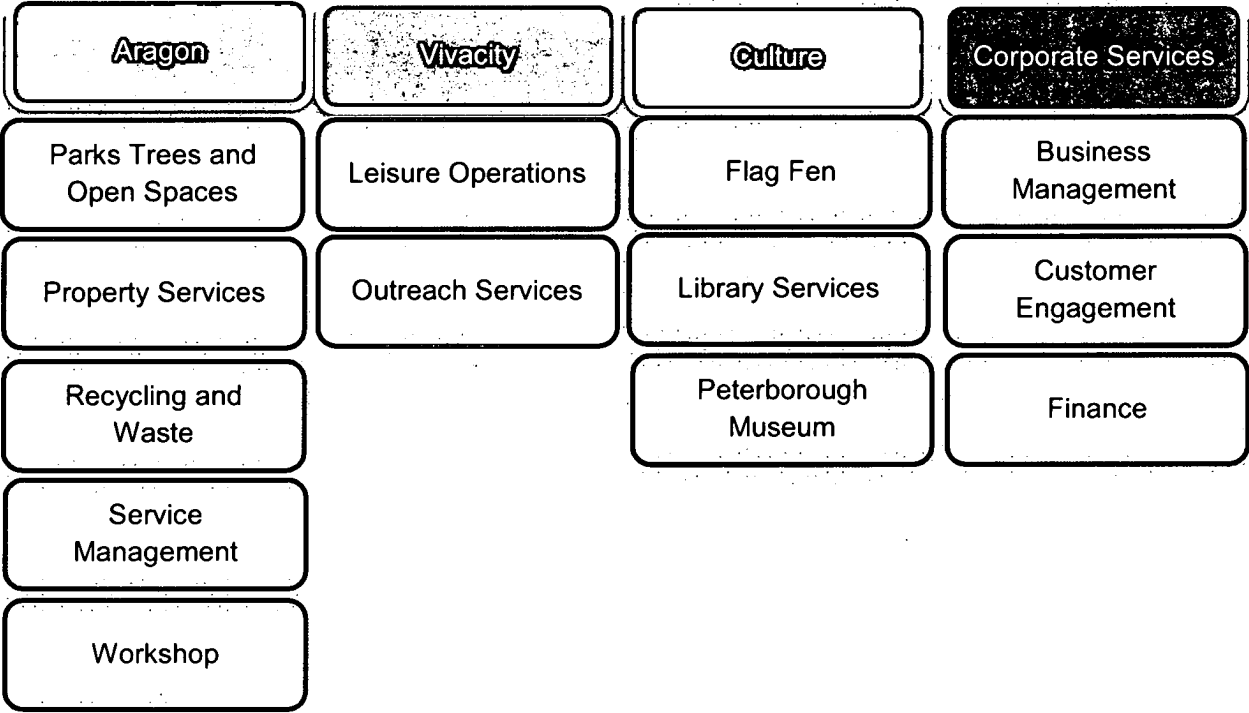 Aragon
Parks Trees and
Open Spaces
Property Services
Recycling and
Waste
Service
Management
Workshop
Vivacity
Leisure Operations
Outreach Services
Culture
Flag Fen
Library Services
Peterborough
Museum
Corporate Services
Business
Management
Customer
Engagement
Finance